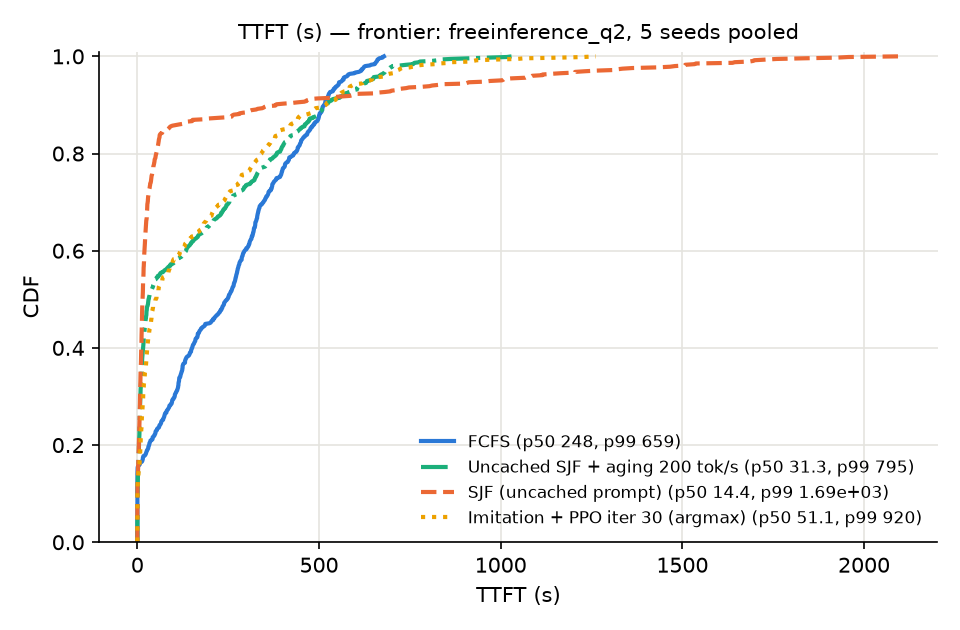 TTFT (s) — frontier: freeinference_q2, 5 seeds pooled
1.0
0.8
0.6
0.4
0.2
0.0
CDF
FCFS (p50 248, p99 659)
Uncached SJF + aging 200 tok/s (p50 31.3, p99 795)
SJF (uncached prompt) (p50 14.4, p99 1.69e+03)
Imitation + PPO iter 30 (argmax) (p50 51.1, p99 920)
0
500
1000
1500
2000
TTFT (s)